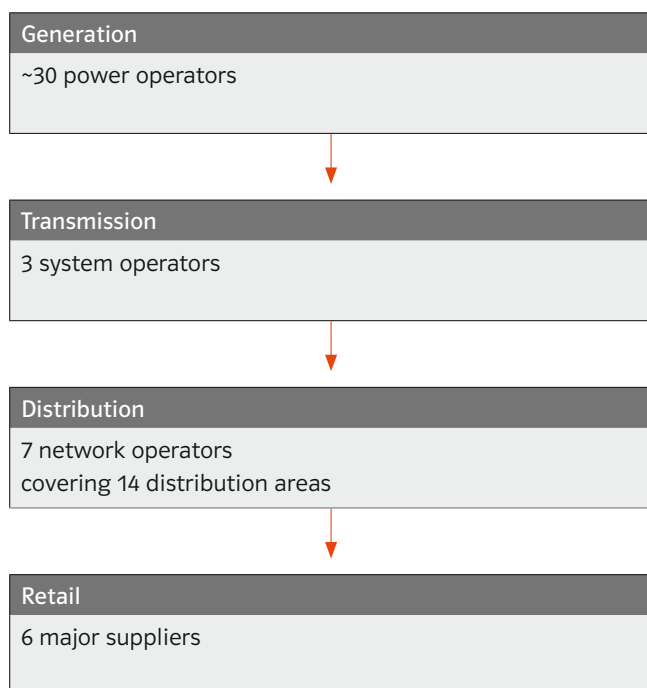 Generation
~30 power operators
Transmission
3 system operators
Distribution
7 network operators
covering 14 distribution areas
Retail
6 major suppliers